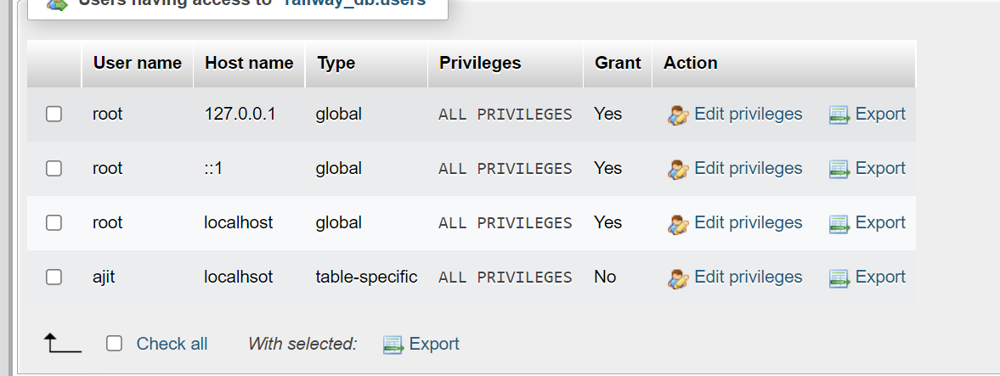 Users having access to "railway_db.users"
User name Host name Type Privileges Grant Action
root 127.0.0.1 global ALL PRIVILEGES Yes Edit privileges Export
root ::1 global ALL PRIVILEGES Yes Edit privileges Export
root localhost global ALL PRIVILEGES Yes Edit privileges Export
ajit localhsot table-specific ALL PRIVILEGES No Edit privileges Export
Check all With selected: Export